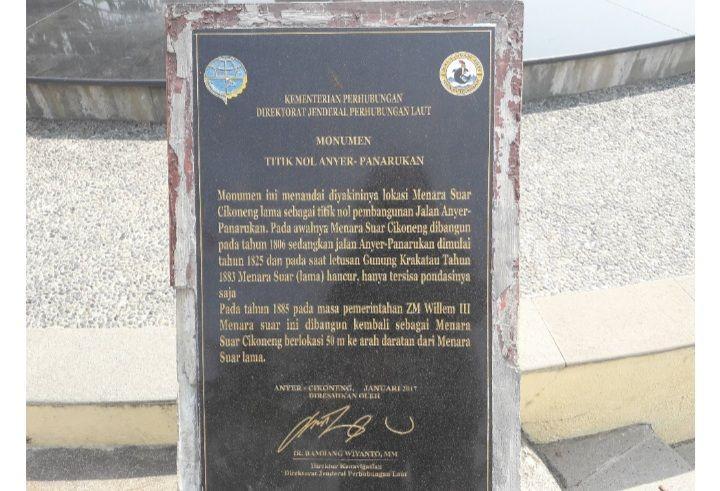 KEMENTERIAN PERHUBUNGAN
DIREKTORAT JENDERAL PERHUBUNGAN LAUT
MONUMEN
TITIK NOL ANYER- PANARUKAN
Monumen ini menandai diyakininya lokasi Menara Suar
Cikoneng lama sebagai titik nol pembangunan Jalan Anyer-
Panarukan. Pada awalnya Menara Suar Cikoneng dibangun
pada tahun 1806 sedangkan jalan Anyer-Panarukan dimulai
tahun 1825 dan pada saat letusan Gunung Krakatau Tahun
1883 Menara Suar (lama) hancur, hanya tersisa pondasinya
saja
Pada tahun 1885 pada masa pemerintahan ZM Willem III
Menara suar ini dibangun kembali sebagai Menara
Suar Cikoneng berlokasi 50 m ke arah daratan dari Menara
Suar lama.
ANYER - CIKONENG, JANUARI 2017
DIRESMIKAN OLEH
IR. BAMBANG WIYANTO, MM
Direktur Kenavigasian
Direktorat Jenderal Perhubungan Laut